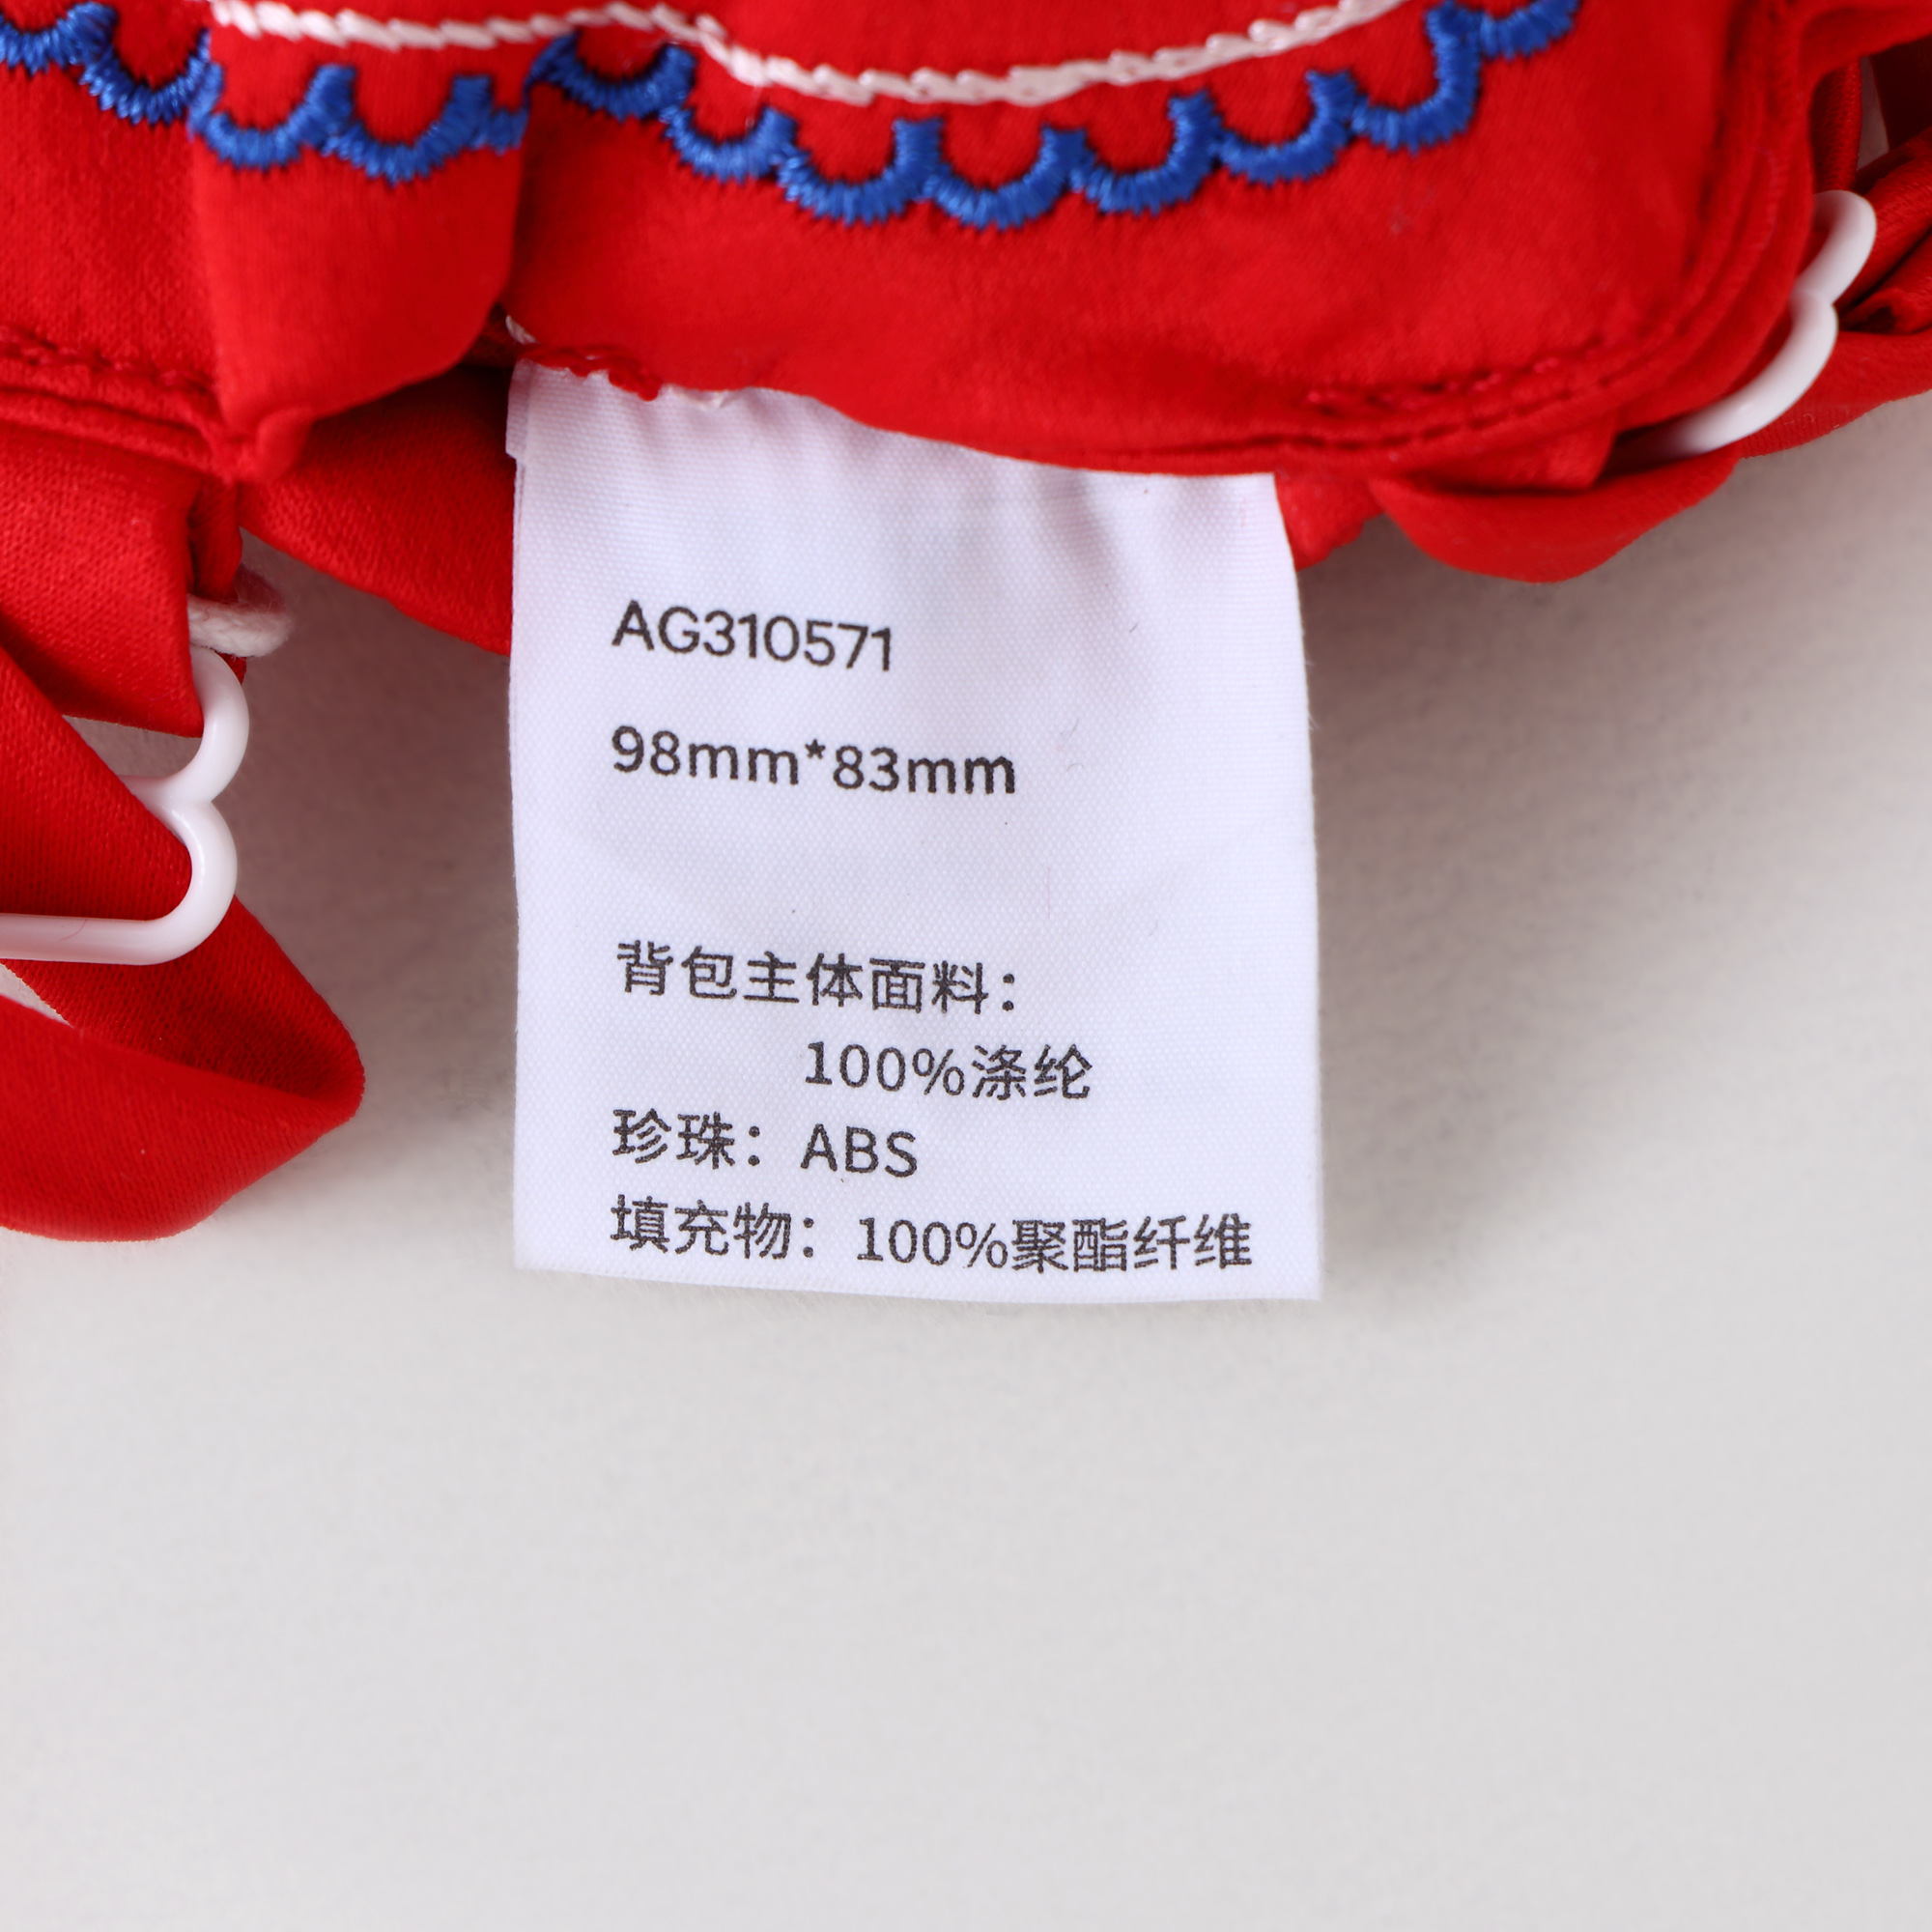 AG310571
98mm*83mm
背包主体面料：
100%涤纶
珍珠：ABS
填充物：100%聚酯纤维